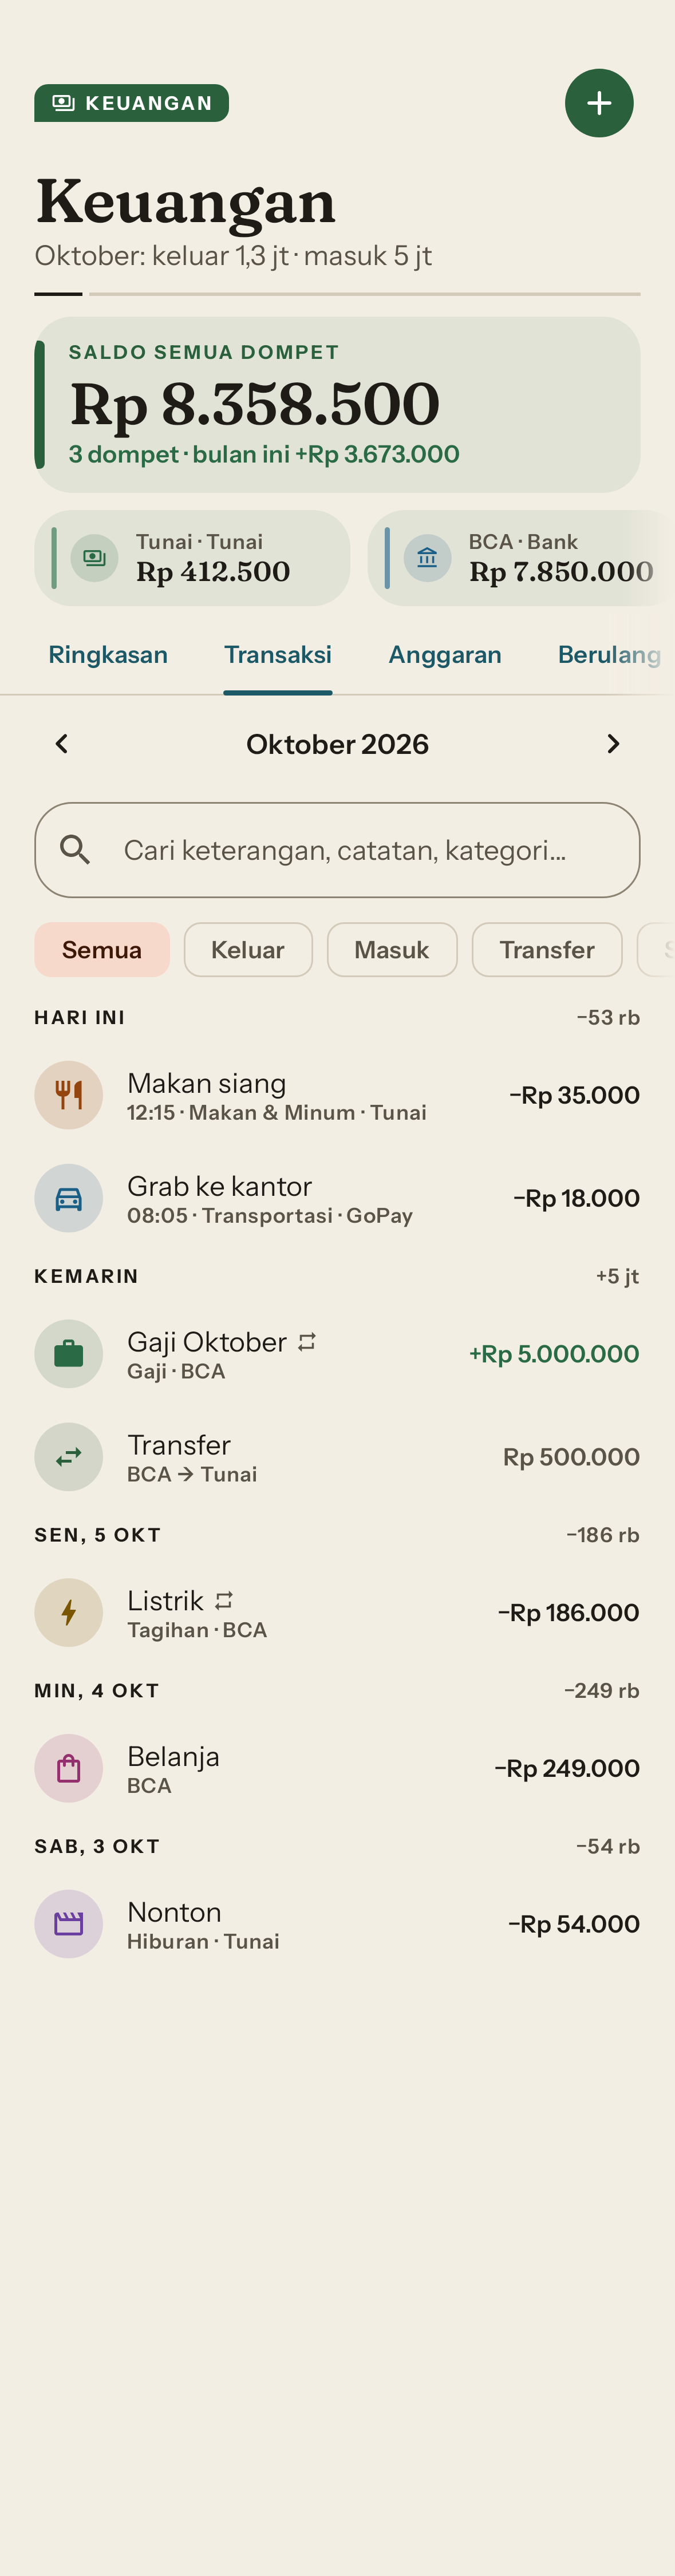 KEUANGAN
Keuangan
Oktober: keluar 1,3 jt · masuk 5 jt
SALDO SEMUA DOMPET
Rp 8.358.500
3 dompet · bulan ini +Rp 3.673.000
Tunai · Tunai
Rp 412.500
BCA · Bank
Rp 7.850.000
Ringkasan Transaksi Anggaran Berulang
Oktober 2026
Cari keterangan, catatan, kategori...
Semua Keluar Masuk Transfer
HARI INI −53 rb
Makan siang
12:15 · Makan & Minum · Tunai
−Rp 35.000
Grab ke kantor
08:05 · Transportasi · GoPay
−Rp 18.000
KEMARIN +5 jt
Gaji Oktober
Gaji · BCA
+Rp 5.000.000
Transfer
BCA → Tunai
Rp 500.000
SEN, 5 OKT −186 rb
Listrik
Tagihan · BCA
−Rp 186.000
MIN, 4 OKT −249 rb
Belanja
BCA
−Rp 249.000
SAB, 3 OKT −54 rb
Nonton
Hiburan · Tunai
−Rp 54.000